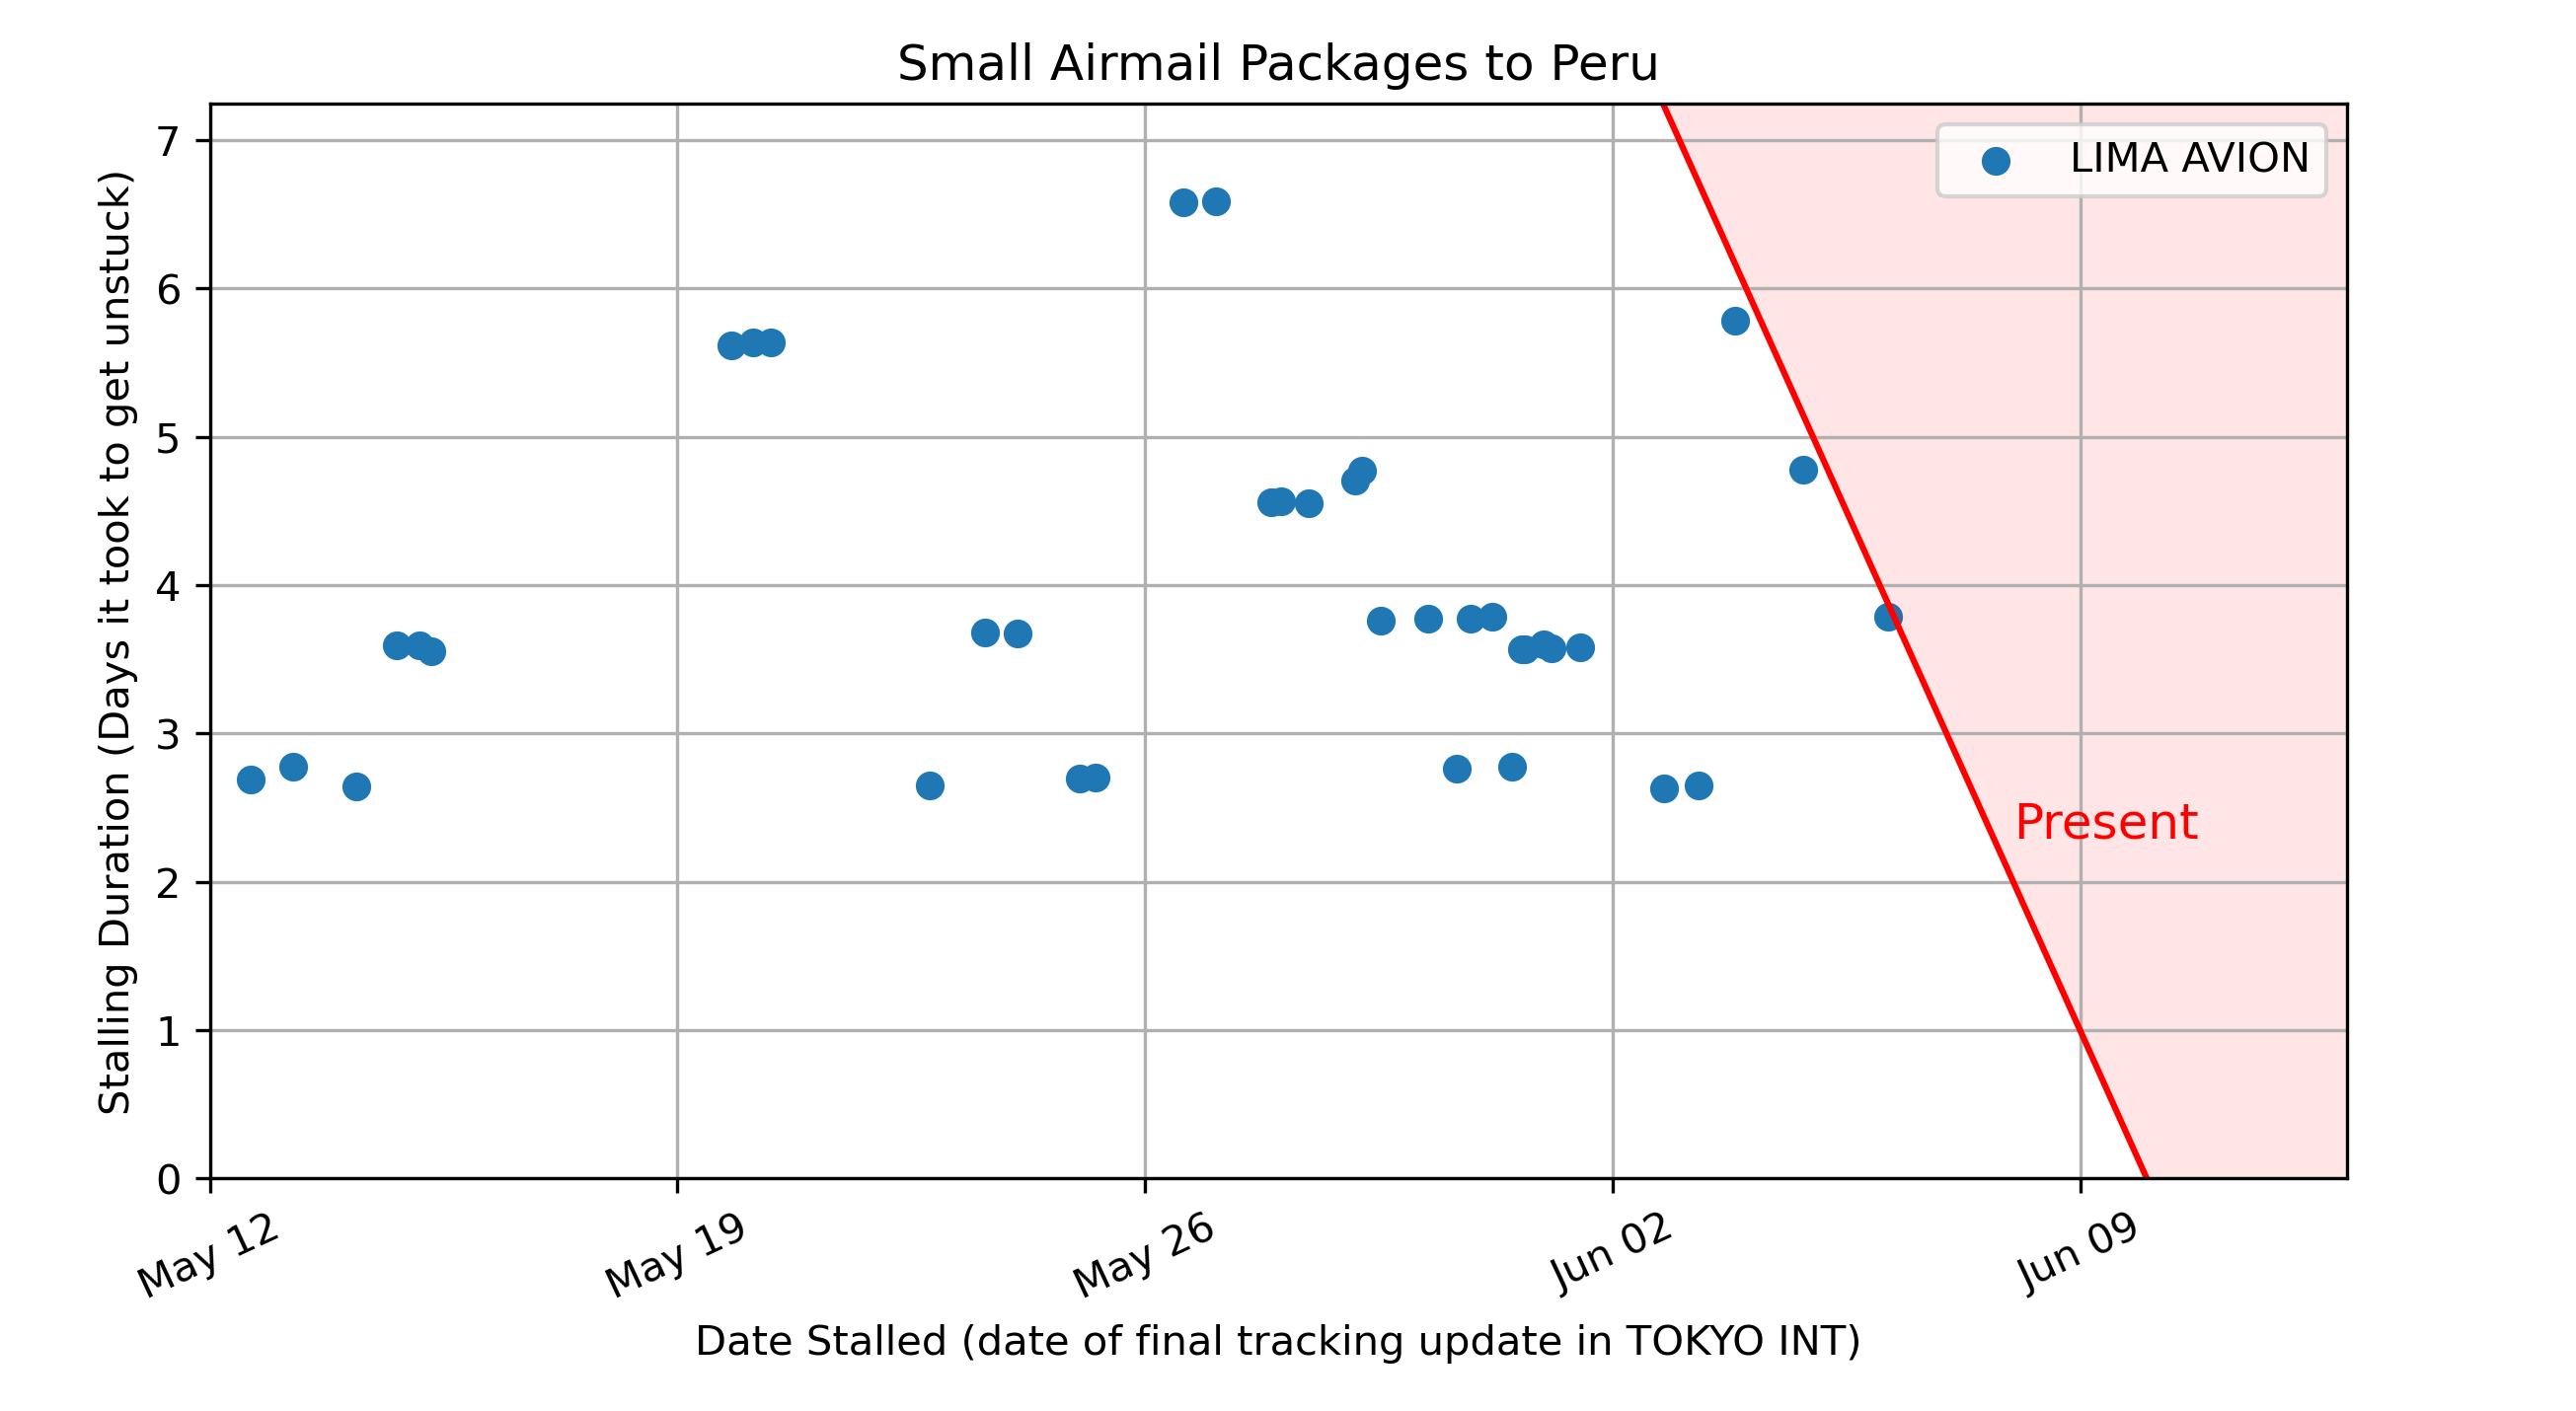 Small Airmail Packages to Peru
Stalling Duration (Days it took to get unstuck)
7
6
5
4
3
2
1
0
LIMA AVION
Present
May 12
May 19
May 26
Jun 02
Jun 09
Date Stalled (date of final tracking update in TOKYO INT)